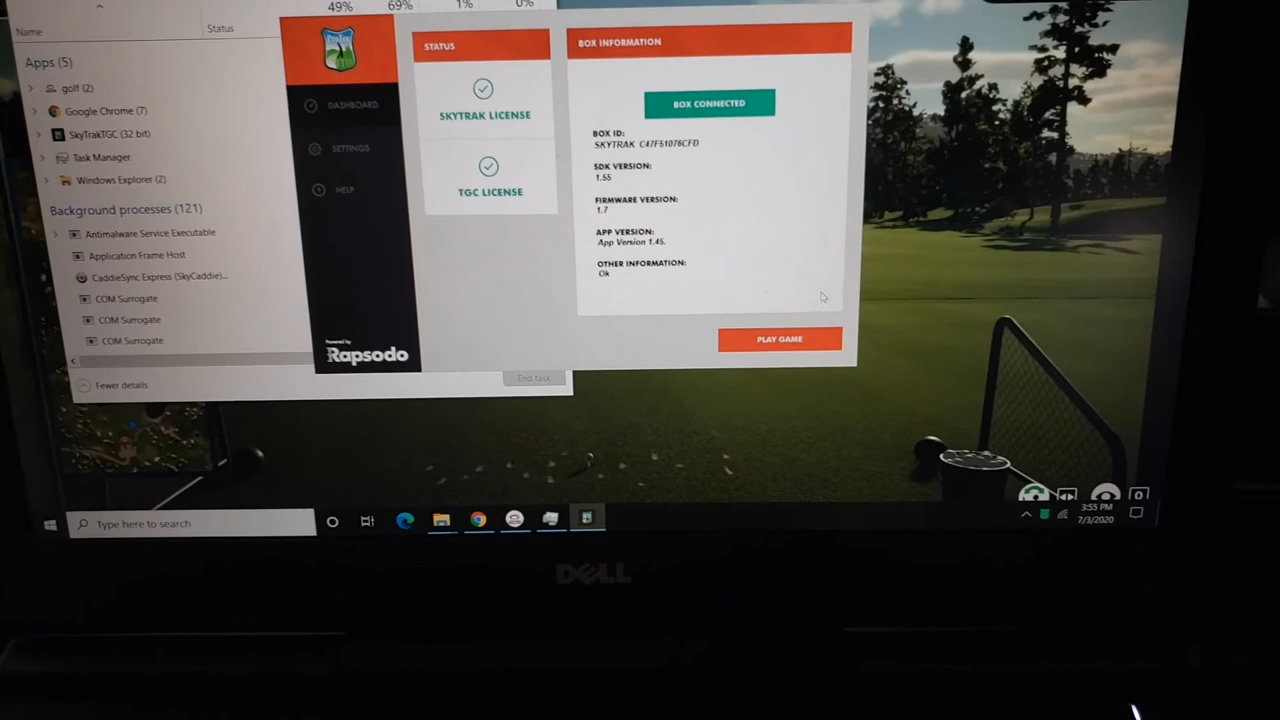 49% 69% 1% 0%
Name
Status
Apps (5)
golf (2)
Google Chrome (7)
SkyTrakTGC (32 bit)
Task Manager
Windows Explorer (2)
Background processes (121)
Antimalware Service Executable
Application Frame Host
CaddieSync Express (SkyCaddie)...
COM Surrogate
COM Surrogate
COM Surrogate
Fewer details
End task
DASHBOARD
SETTINGS
HELP
Powered by
Rapsodo
STATUS
SKYTRAK LICENSE
TGC LICENSE
BOX INFORMATION
BOX CONNECTED
BOX ID:
SKYTRAK C47F51076CFD
SDK VERSION:
1.55
FIRMWARE VERSION:
1.7
APP VERSION:
App Version 1.45.
OTHER INFORMATION:
Ok
PLAY GAME
0
Type here to search
3:55 PM
7/3/2020
DELL